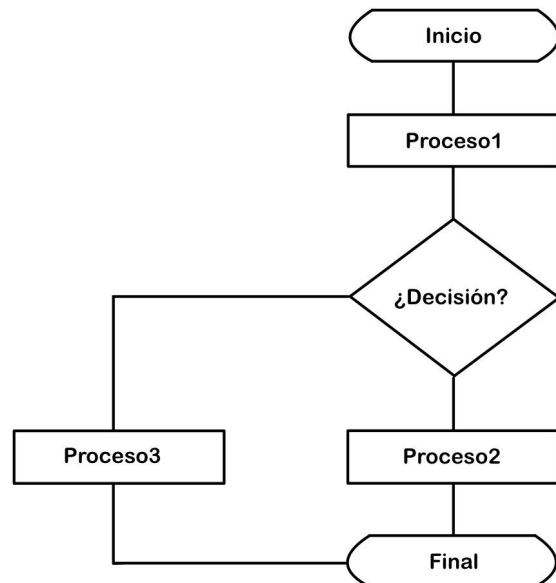 Inicio
Proceso1
¿Decisión?
Proceso3
Proceso2
Final